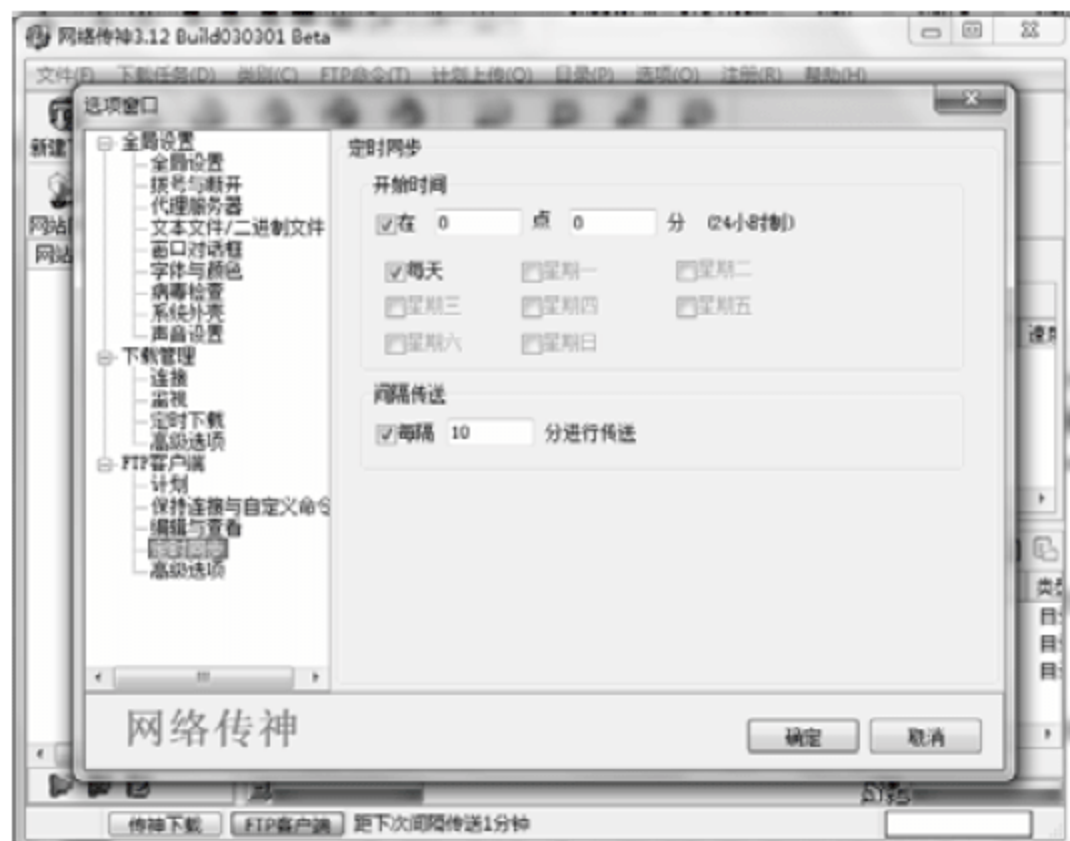 网络传神3.12 Build030301 Beta
文件(F) 下载任务(D) 类别(C) FTP命令(T) 计划上传(Q) 目录(P) 选项(O) 注册(R) 帮助(H)
选项窗口
新建
网站
网站
全局设置
全局设置
拨号与断开
代理服务器
文本文件/二进制文件
窗口对话框
字体与颜色
病毒检查
系统外壳
声音设置
下载管理
连接
监视
定时下载
高级选项
FTP客户端
计划
保持连接与自定义命令
编辑与查看
定时同步
高级选项
定时同步
开始时间
在 0 点 0 分 (24小时制)
每天 星期一 星期二
星期三 星期四 星期五
星期六 星期日
间隔传送
每隔 10 分进行传送
网络传神
确定 取消
传神下载 FTP客户端 距下次间隔传送1分钟